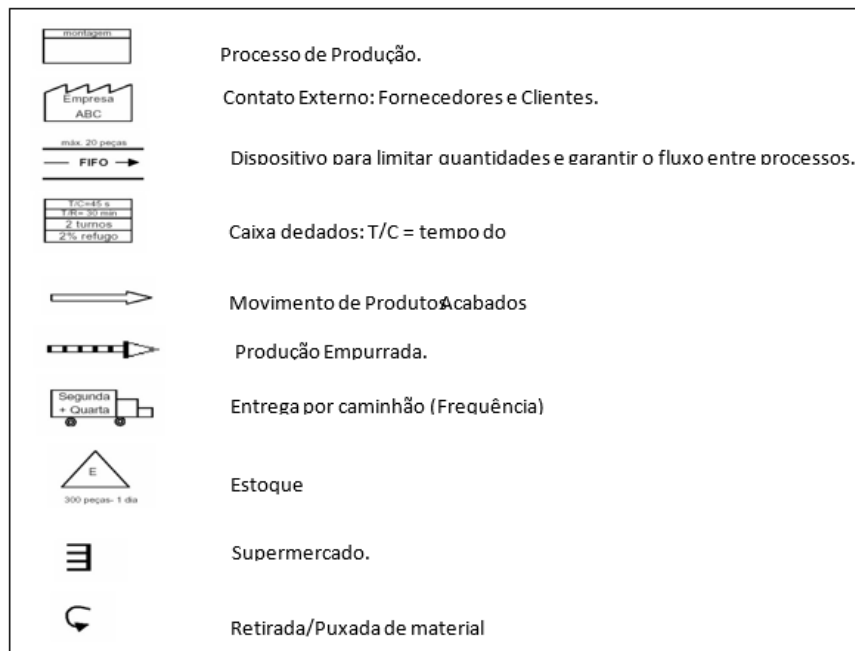 montagem
Processo de Produção.
Empresa
ABC
Contato Externo: Fornecedores e Clientes.
máx. 20 peças
FIFO
Dispositivo para limitar quantidades e garantir o fluxo entre processos.
T/C=45 s
T/R= 30 min
2 turnos
2% refugo
Caixa dedados: T/C = tempo do
Movimento de Produtos Acabados
Produção Empurrada.
Segunda
+ Quarta
Entrega por caminhão (Frequência)
E
300 peças- 1 dia
Estoque
Supermercado.
Retirada/Puxada de material